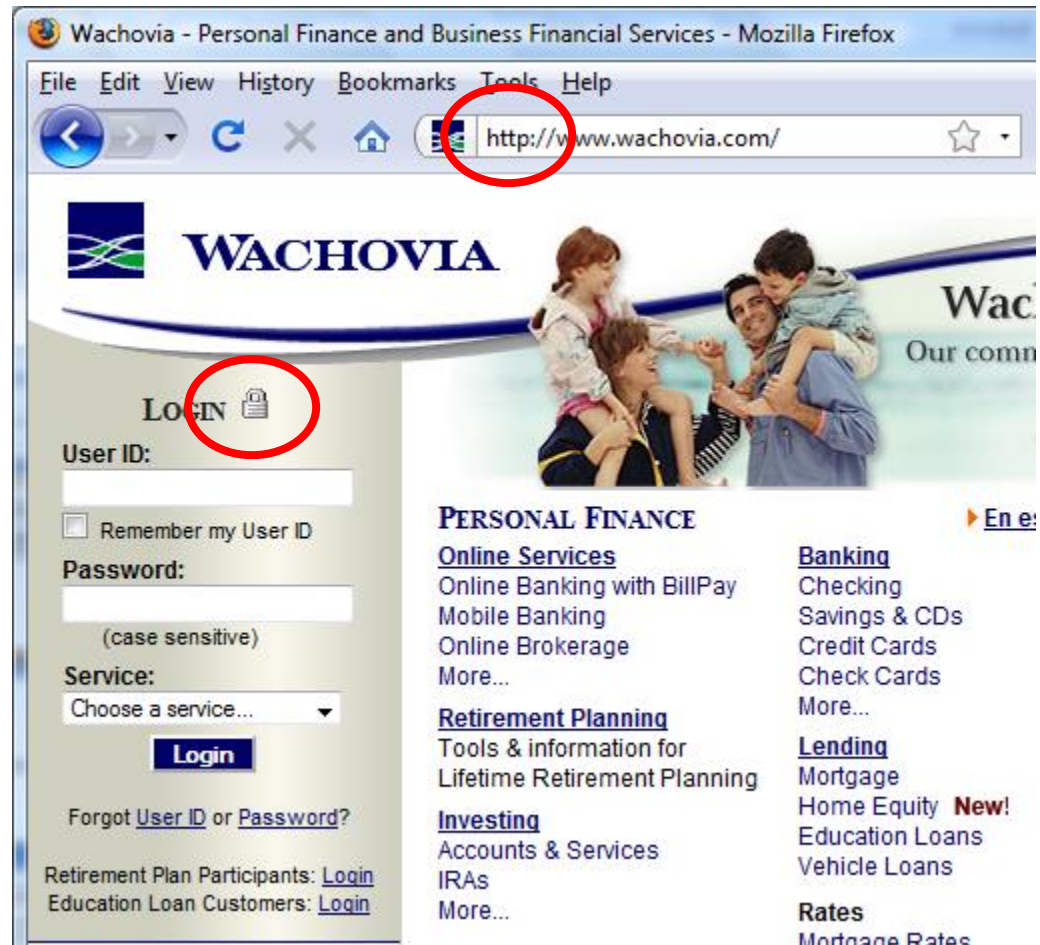 Wachovia - Personal Finance and Business Financial Services - Mozilla Firefox
File Edit View History Bookmarks Tools Help
http://www.wachovia.com/
WACHOVIA
Our
LOGIN
User ID:
Remember my User ID
Password:
(case sensitive)
Service:
Choose a service...
Login
Forgot User ID or Password?
Retirement Plan Participants: Login
Education Loan Customers: Login
PERSONAL FINANCE
En
Online Services
Online Banking with BillPay
Mobile Banking
Online Brokerage
More...
Retirement Planning
Tools & information for
Lifetime Retirement Planning
Investing
Accounts & Services
IRAs
More...
Banking
Checking
Savings & CDs
Credit Cards
Check Cards
More...
Lending
Mortgage
Home Equity New!
Education Loans
Vehicle Loans
Rates
Mortgage Rates